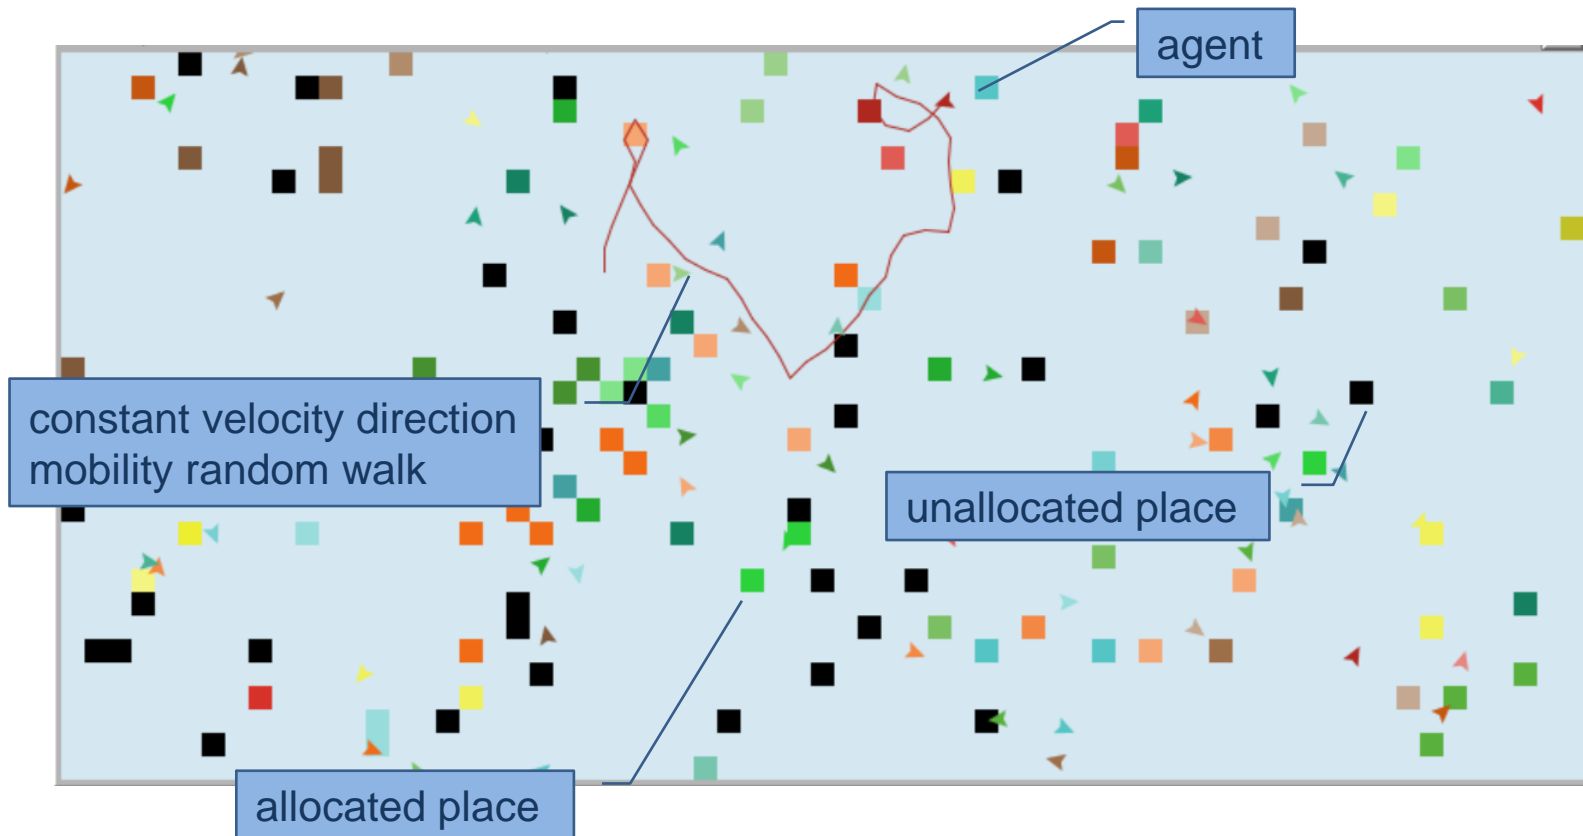 agent
constant velocity direction
mobility random walk
unallocated place
allocated place